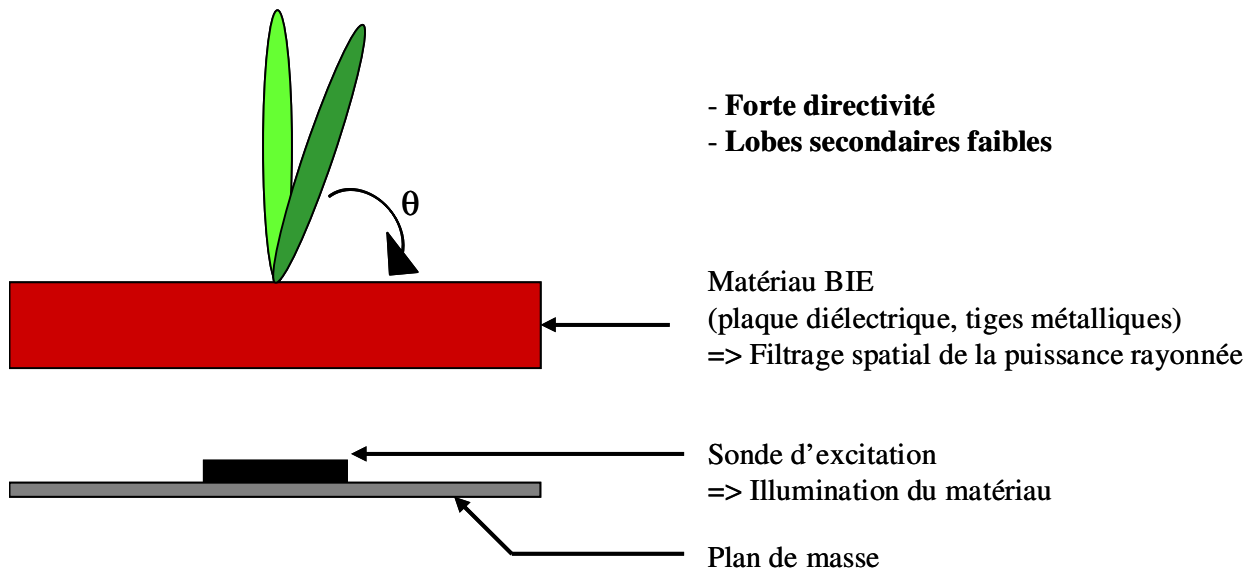 - Forte directivité
- Lobes secondaires faibles
θ
Matériau BIE
(plaque diélectrique, tiges métalliques)
=> Filtrage spatial de la puissance rayonnée
Sonde d'excitation
=> Illumination du matériau
Plan de masse